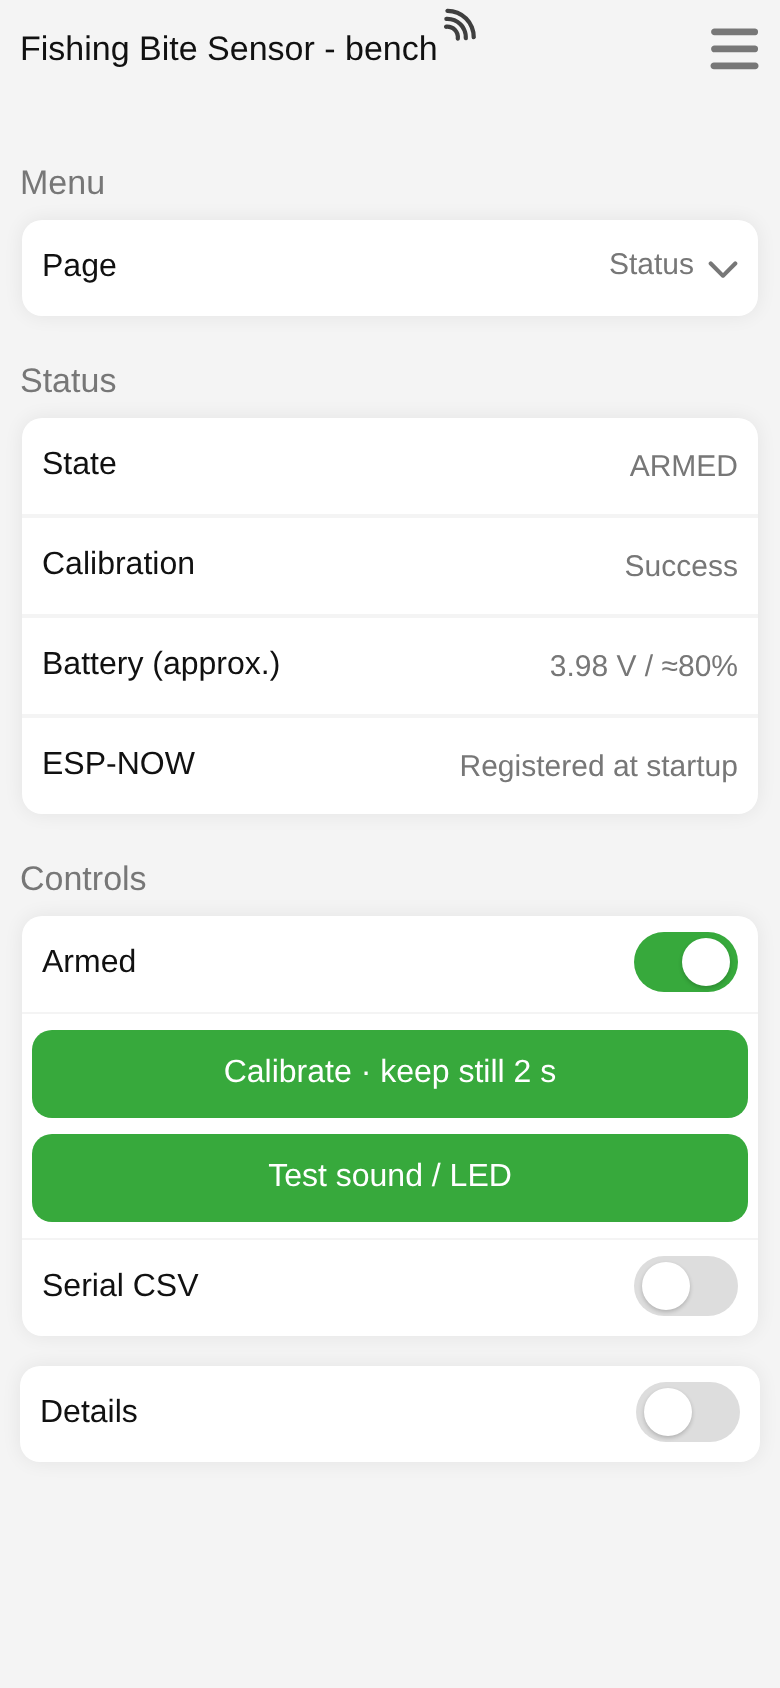 Fishing Bite Sensor - bench
Menu
Page Status
Status
State ARMED
Calibration Success
Battery (approx.) 3.98 V / ≈80%
ESP-NOW Registered at startup
Controls
Armed
Calibrate · keep still 2 s
Test sound / LED
Serial CSV
Details